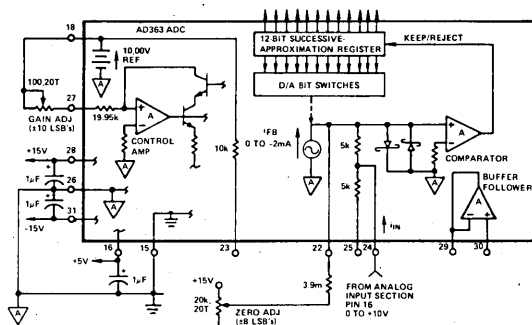 AD363 ADC
18
12-BIT SUCCESSIVE-
APPROXIMATION REGISTER
KEEP/REJECT
10,00V
REF
A
D/A BIT SWITCHES
100,20T
27
19.95k
A
GAIN ADJ
(±10 LSB's)
CONTROL
AMP
A
+15V
28
1µF
26
A
A
1µF
31
-15V
10k
IFB
0 TO -2mA
A
5k
5k
A
A
COMPARATOR
BUFFER
FOLLOWER
A
IIN
16
15
23
22
25
24
29
30
+5V
1µF
A
+15V
20k,
20T
ZERO ADJ
(±8 LSB's)
3.9m
FROM ANALOG
INPUT SECTION
PIN 16
0 TO +10V